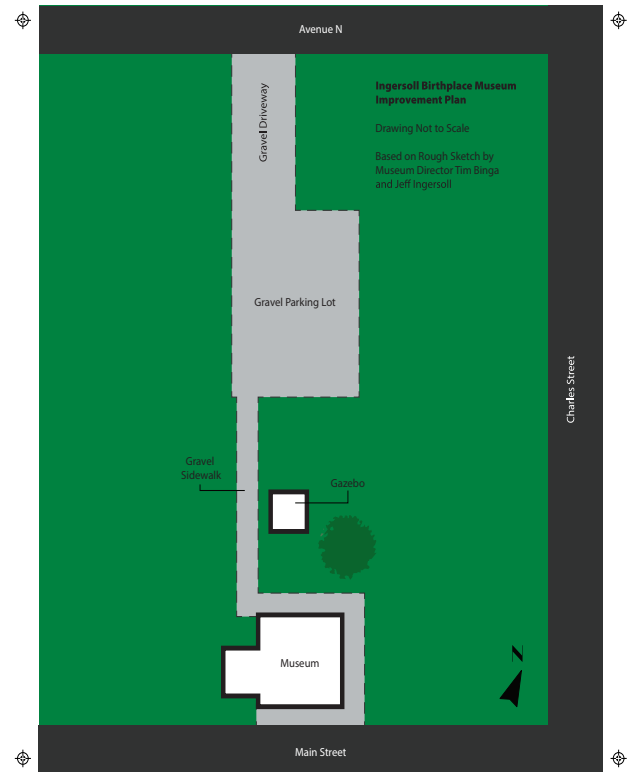 Avenue N
Gravel Driveway
Ingersoll Birthplace Museum
Improvement Plan
Drawing Not to Scale
Based on Rough Sketch by
Museum Director Tim Binga
and Jeff Ingersoll
Gravel Parking Lot
Charles Street
Gravel
Sidewalk
Gazebo
Museum
N
Main Street